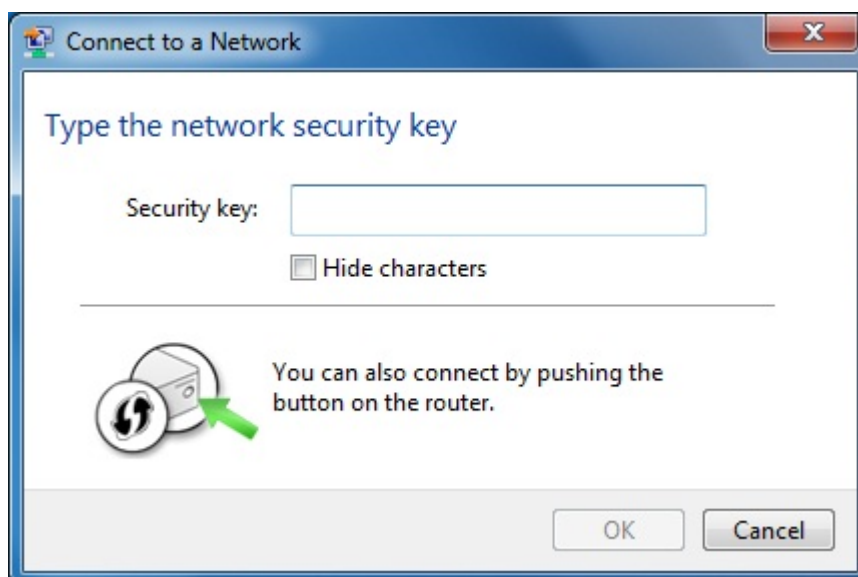 Connect to a Network
x
Type the network security key
Security key:
Hide characters
You can also connect by pushing the
button on the router.
OK
Cancel